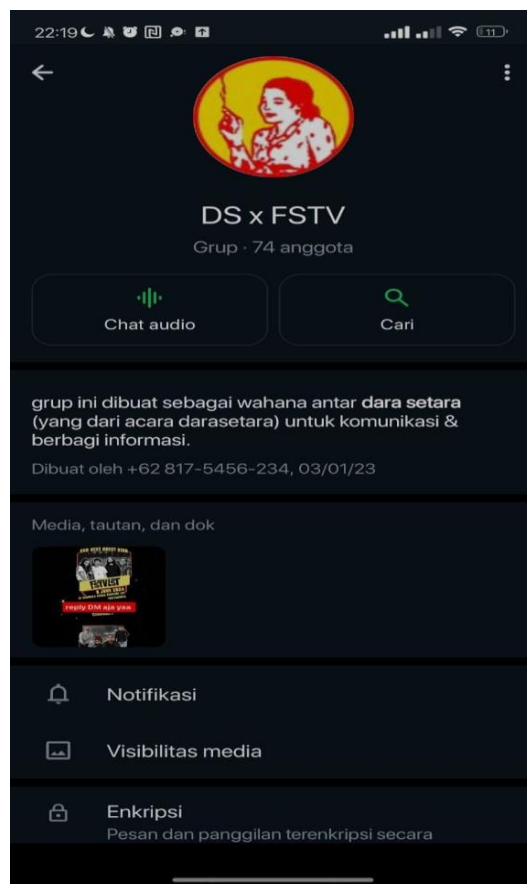 22:19
11
DS x FSTV
Grup · 74 anggota
Chat audio
Cari
grup ini dibuat sebagai wahana antar dara setara
(yang dari acara darasetara) untuk komunikasi &
berbagi informasi.
Dibuat oleh +62 817-5456-234, 03/01/23
Media, tautan, dan dok
FSTVLST
reply DM aja yaa
Notifikasi
Visibilitas media
Enkripsi
Pesan dan panggilan terenkripsi secara